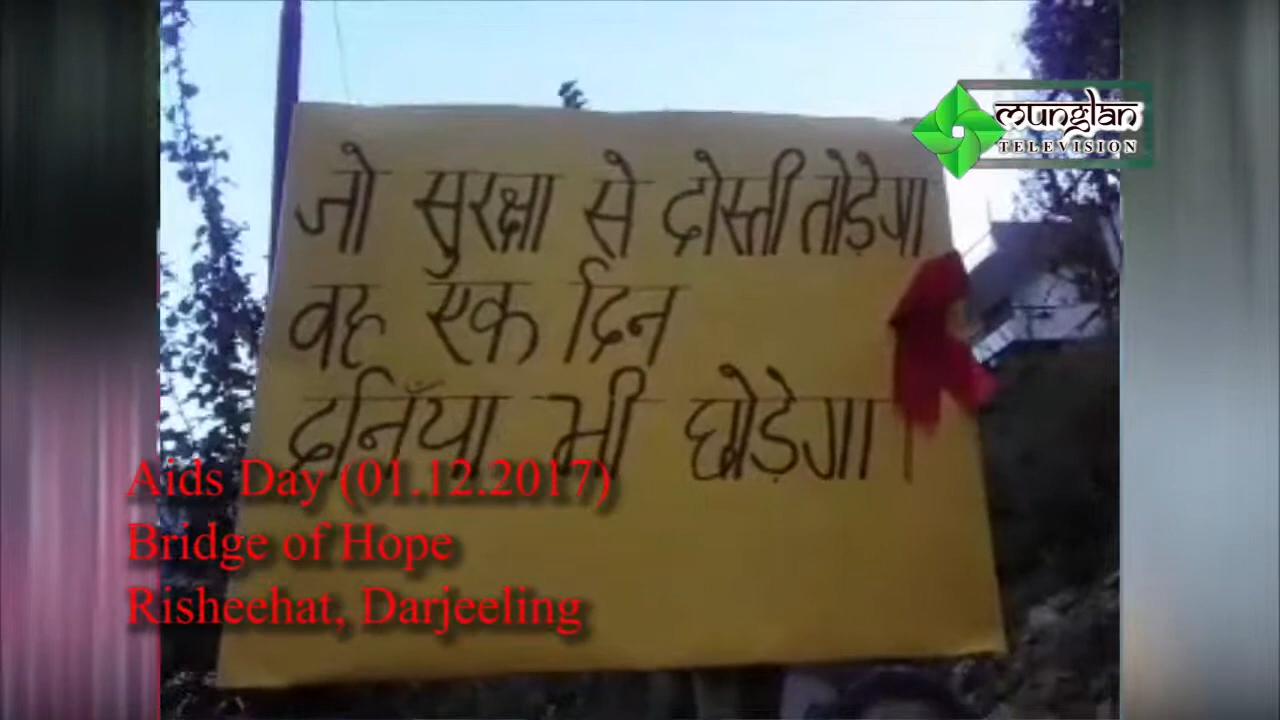 munglan
TELEVISION
जो सुरक्षा से दोस्ती तोड़ेगा
वह एक दिन
दुनिँया भी छोड़ेगा।
Aids Day (01.12.2017)
Bridge of Hope
Risheehat, Darjeeling